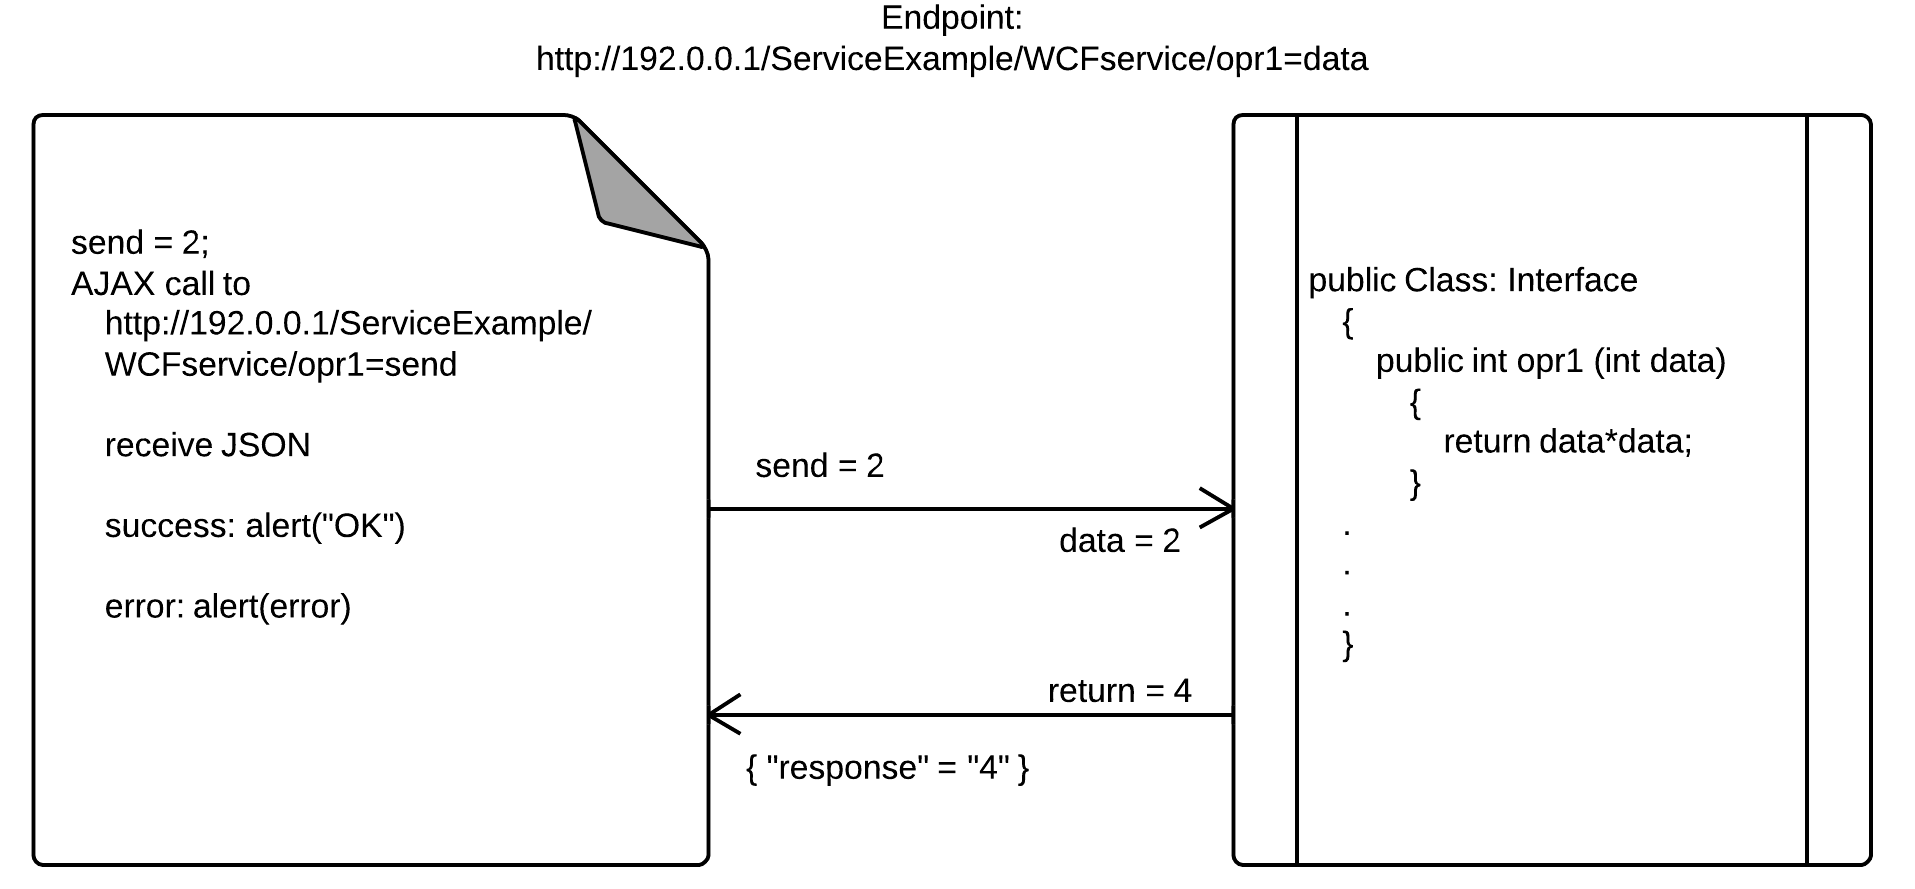 Endpoint:
http://192.0.0.1/ServiceExample/WCFservice/opr1=data
send = 2;
AJAX call to
http://192.0.0.1/ServiceExample/
WCFservice/opr1=send
receive JSON
success: alert("OK")
error: alert(error)
send = 2
data = 2
return = 4
{ "response" = "4" }
public Class: Interface
{
public int opr1 (int data)
{
return data*data;
}
.
.
.
}